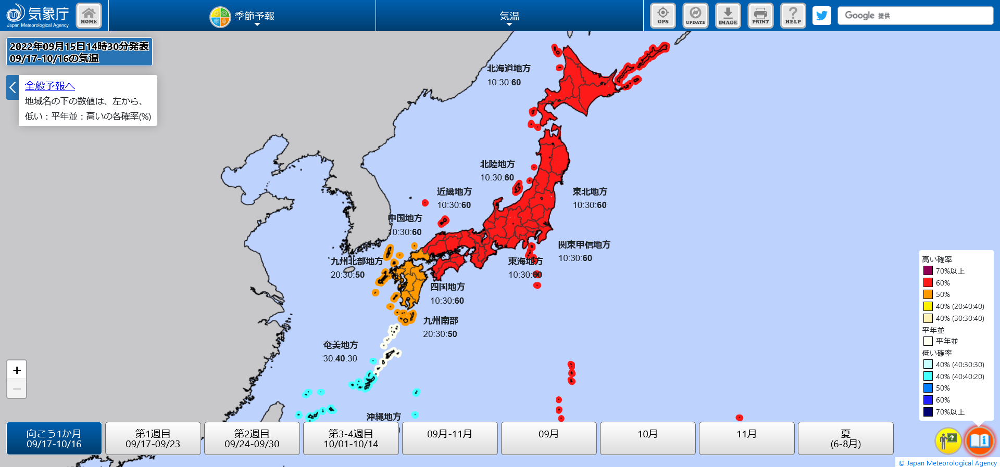 気象庁
Japan Meteorological Agency
HOME
季節予報
気温
GPS
UPDATE
IMAGE
PRINT
HELP
Google 提供
2022年09月15日14時30分発表
09/17-10/16の気温
全般予報へ
地域名の下の数値は、左から、
低い：平年並：高いの各確率(%)
北海道地方
10:30:60
北陸地方
10:30:60
近畿地方
10:30:60
東北地方
10:30:60
中国地方
10:30:60
関東甲信地方
10:30:60
九州北部地方
20:30:50
東海地方
10:30:60
四国地方
10:30:60
九州南部
20:30:50
奄美地方
30:40:30
沖縄地方
高い確率
70%以上
60%
50%
40% (20:40:40)
40% (30:30:40)
平年並
平年並
低い確率
40% (40:30:30)
40% (40:40:20)
50%
60%
70%以上
+
−
向こう1か月
09/17-10/16
第1週目
09/17-09/23
第2週目
09/24-09/30
第3-4週目
10/01-10/14
09月-11月
09月
10月
11月
夏
(6-8月)
© Japan Meteorological Agency